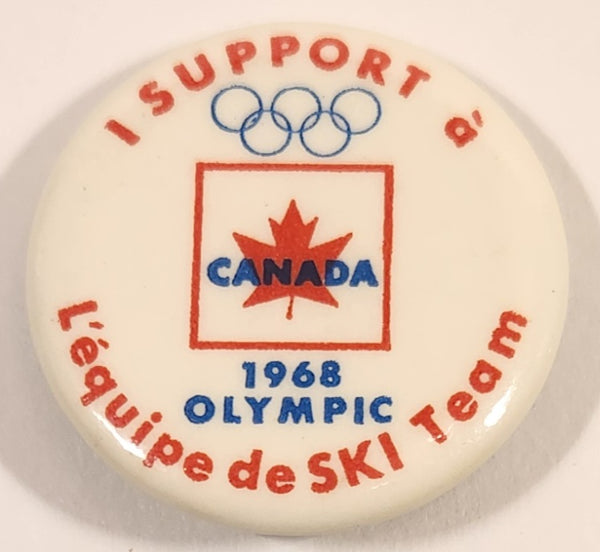 I SUPPORT à
CANADA
1968
OLYMPIC
L'équipe de SKI Team